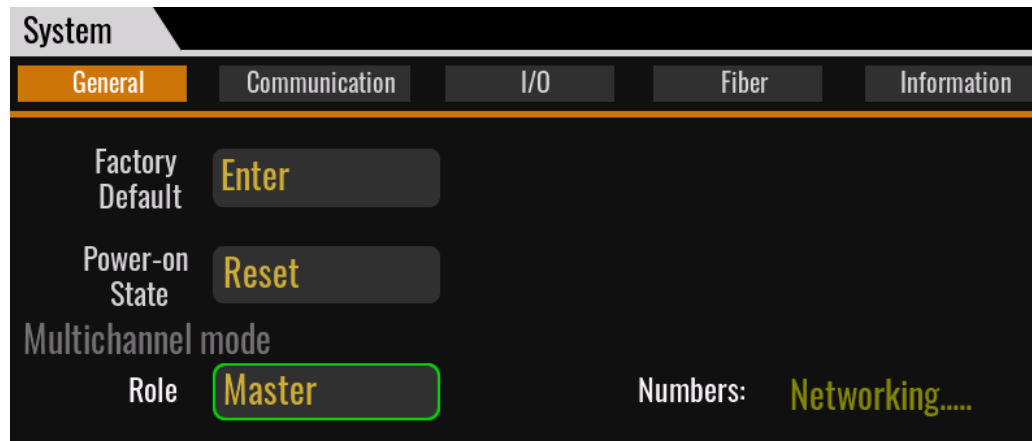 System
General Communication I/O Fiber Information
Factory
Default
Enter
Power-on
State
Reset
Multichannel mode
Role Master Numbers: Networking.....